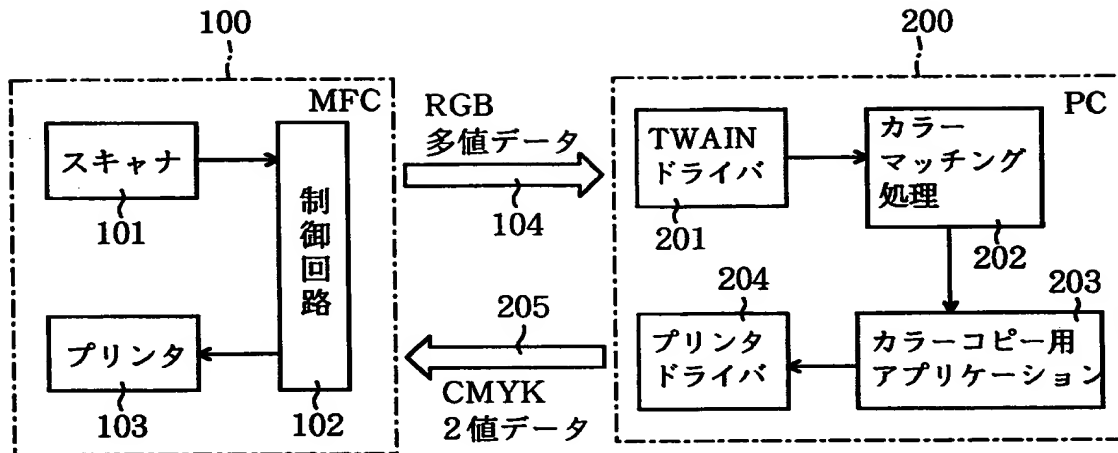 100
MFC
スキャナ
101
制御回路
102
プリンタ
103
RGB
多値データ
104
205
CMYK
2値データ
200
PC
TWAIN
ドライバ
201
カラー
マッチング
処理
202
203
カラーコピー用
アプリケーション
204
プリンタ
ドライバ